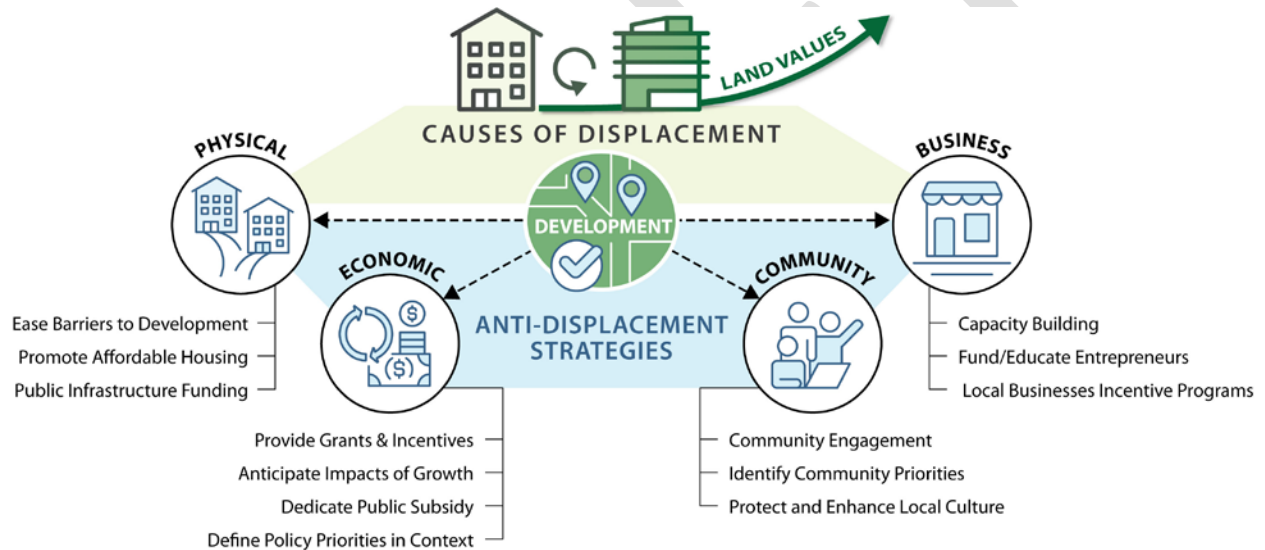 LAND VALUES
CAUSES OF DISPLACEMENT
PHYSICAL
BUSINESS
DEVELOPMENT
ECONOMIC
COMMUNITY
ANTI-DISPLACEMENT
STRATEGIES
Ease Barriers to Development
Promote Affordable Housing
Public Infrastructure Funding
Capacity Building
Fund/Educate Entrepreneurs
Local Businesses Incentive Programs
$
($)
Provide Grants & Incentives
Anticipate Impacts of Growth
Dedicate Public Subsidy
Define Policy Priorities in Context
Community Engagement
Identify Community Priorities
Protect and Enhance Local Culture